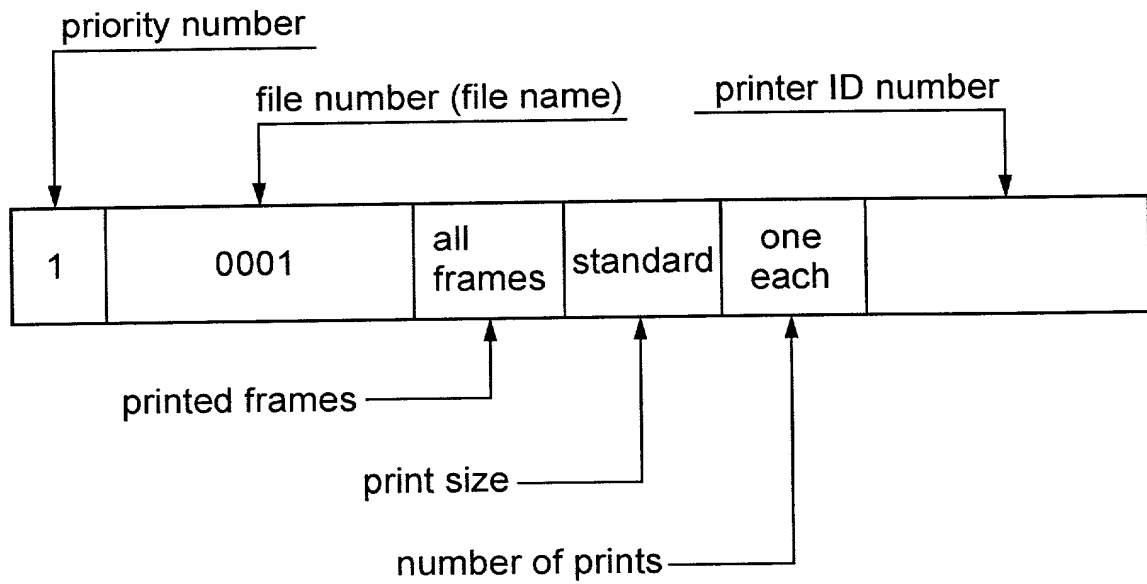 priority number
file number (file name)
printer ID number
1
0001
all
frames
standard
one
each
printed frames
print size
number of prints